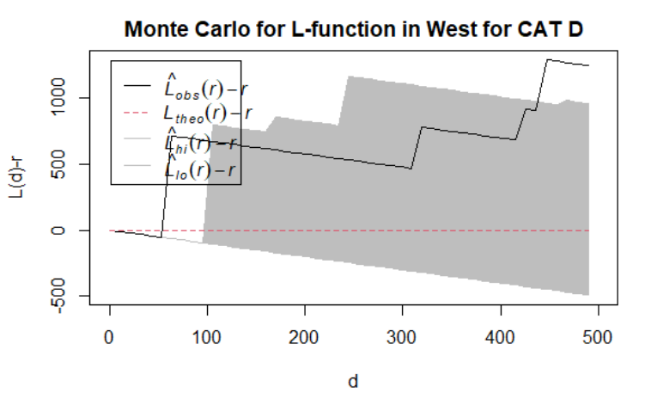 Monte Carlo for L-function in West for CAT D
L(d)-r
1000
500
0
-500
L̂obs(r) − r
Ltheo(r) − r
L̂hi(r) − r
L̂lo(r) − r
0 100 200 300 400 500
d